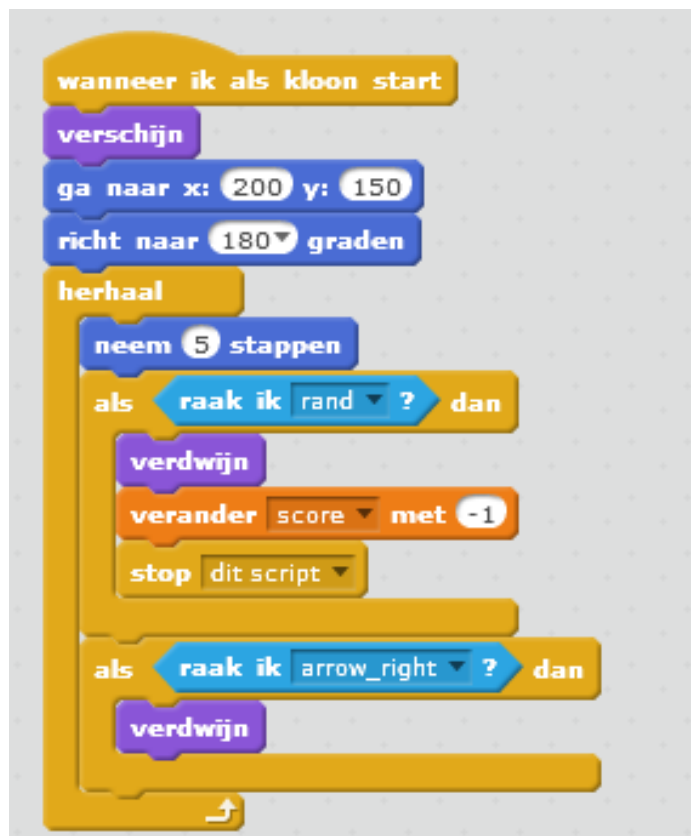 wanneer ik als kloon start
verschijn
ga naar x: 200 y: 150
richt naar 180 graden
herhaal
neem 5 stappen
als raak ik rand ? dan
verdwijn
verander score met -1
stop dit script
als raak ik arrow_right ? dan
verdwijn